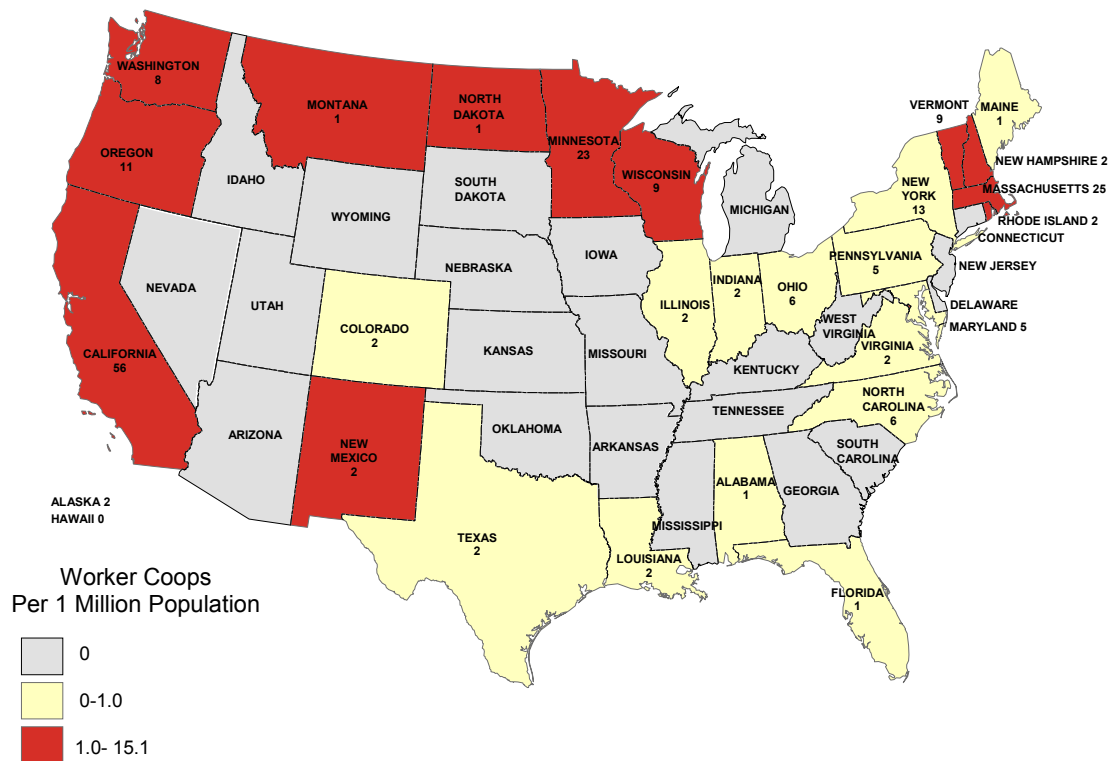 WASHINGTON
8
MONTANA
1
NORTH
DAKOTA
1
MINNESOTA
23
VERMONT
9
MAINE
1
OREGON
11
IDAHO
WISCONSIN
9
NEW HAMPSHIRE 2
SOUTH
DAKOTA
NEW
YORK
13
MASSACHUSETTS 25
WYOMING
MICHIGAN
RHODE ISLAND 2
CONNECTICUT
IOWA
PENNSYLVANIA
5
NEW JERSEY
NEBRASKA
NEVADA
UTAH
ILLINOIS
2
INDIANA
2
OHIO
6
DELAWARE
COLORADO
2
WEST
VIRGINIA
MARYLAND 5
VIRGINIA
2
CALIFORNIA
56
KANSAS
MISSOURI
KENTUCKY
NORTH
CAROLINA
6
TENNESSEE
ARIZONA
NEW
MEXICO
2
OKLAHOMA
ARKANSAS
SOUTH
CAROLINA
ALABAMA
1
GEORGIA
ALASKA 2
HAWAII 0
MISSISSIPPI
TEXAS
2
LOUISIANA
2
FLORIDA
1
Worker Coops
Per 1 Million Population
0
0-1.0
1.0- 15.1